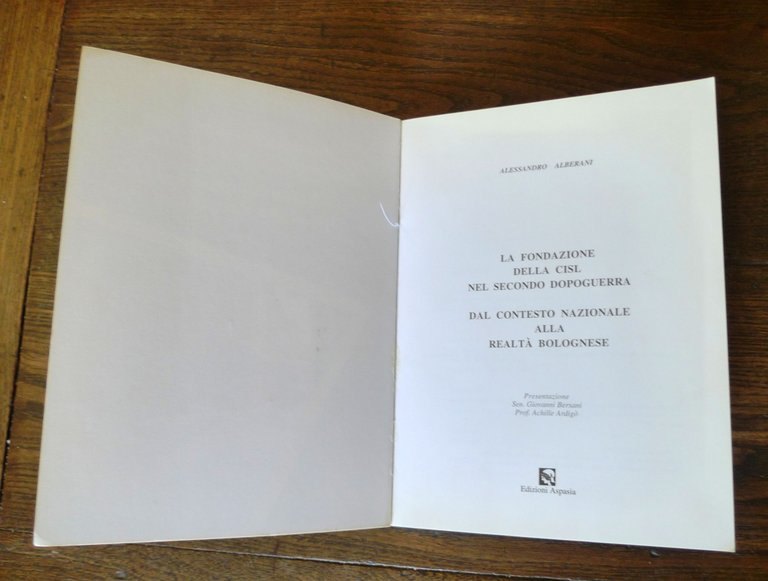 ALESSANDRO ALBERANI
LA FONDAZIONE
DELLA CISL
NEL SECONDO DOPOGUERRA
DAL CONTESTO NAZIONALE
ALLA
REALTÀ BOLOGNESE
Presentazione
Sen. Giovanni Bersani
Prof. Achille Ardigò
Edizioni Aspasia